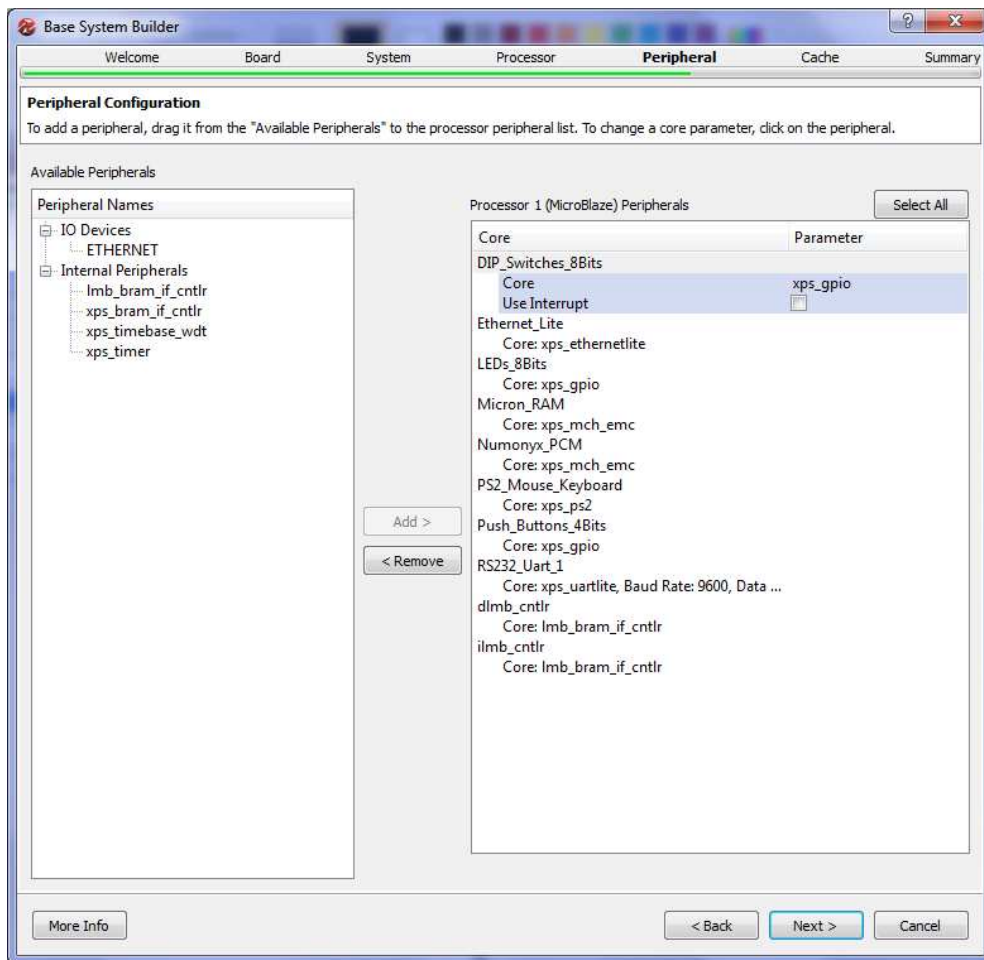 Base System Builder
?
Welcome Board System Processor Peripheral Cache Summary
Peripheral Configuration
To add a peripheral, drag it from the "Available Peripherals" to the processor peripheral list. To change a core parameter, click on the peripheral.
Available Peripherals
Peripheral Names
IO Devices
ETHERNET
Internal Peripherals
lmb_bram_if_cntlr
xps_bram_if_cntlr
xps_timebase_wdt
xps_timer
Add >
< Remove
Processor 1 (MicroBlaze) Peripherals
Select All
Core Parameter
DIP_Switches_8Bits
Core xps_gpio
Use Interrupt
Ethernet_Lite
Core: xps_ethernetlite
LEDs_8Bits
Core: xps_gpio
Micron_RAM
Core: xps_mch_emc
Numonyx_PCM
Core: xps_mch_emc
PS2_Mouse_Keyboard
Core: xps_ps2
Push_Buttons_4Bits
Core: xps_gpio
RS232_Uart_1
Core: xps_uartlite, Baud Rate: 9600, Data ...
dlmb_cntlr
Core: lmb_bram_if_cntlr
ilmb_cntlr
Core: lmb_bram_if_cntlr
More Info
< Back
Next >
Cancel